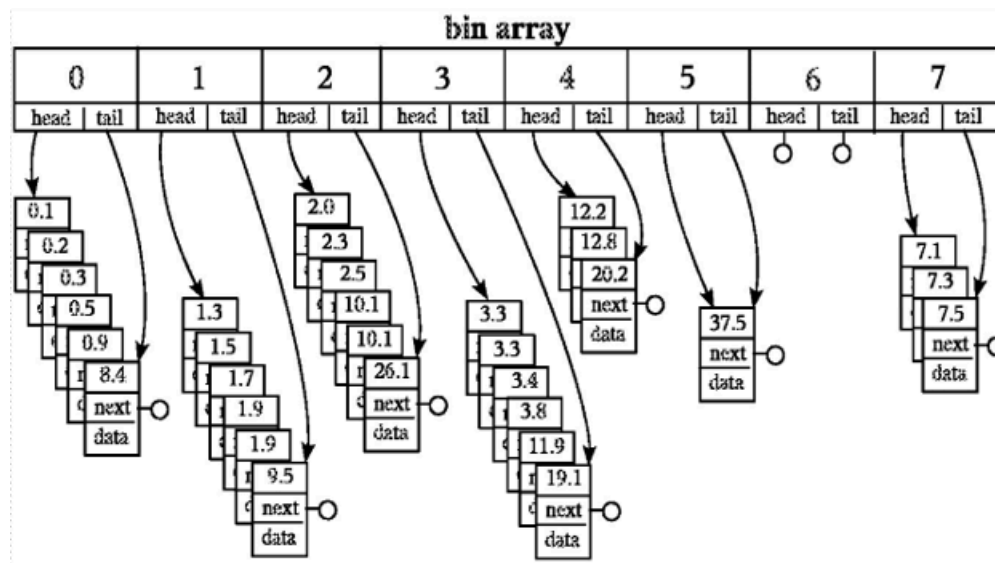 bin array
0 1 2 3 4 5 6 7
head tail head tail head tail head tail head tail head tail head tail head tail
0.1
0.2
0.3
0.5
0.9
8.4
next
data
1.3
1.5
1.7
1.9
1.9
9.5
next
data
2.0
2.3
2.5
10.1
10.1
26.1
next
data
3.3
3.3
3.4
3.8
11.9
19.1
next
data
12.2
12.8
20.2
next
data
37.5
next
data
7.1
7.3
7.5
next
data